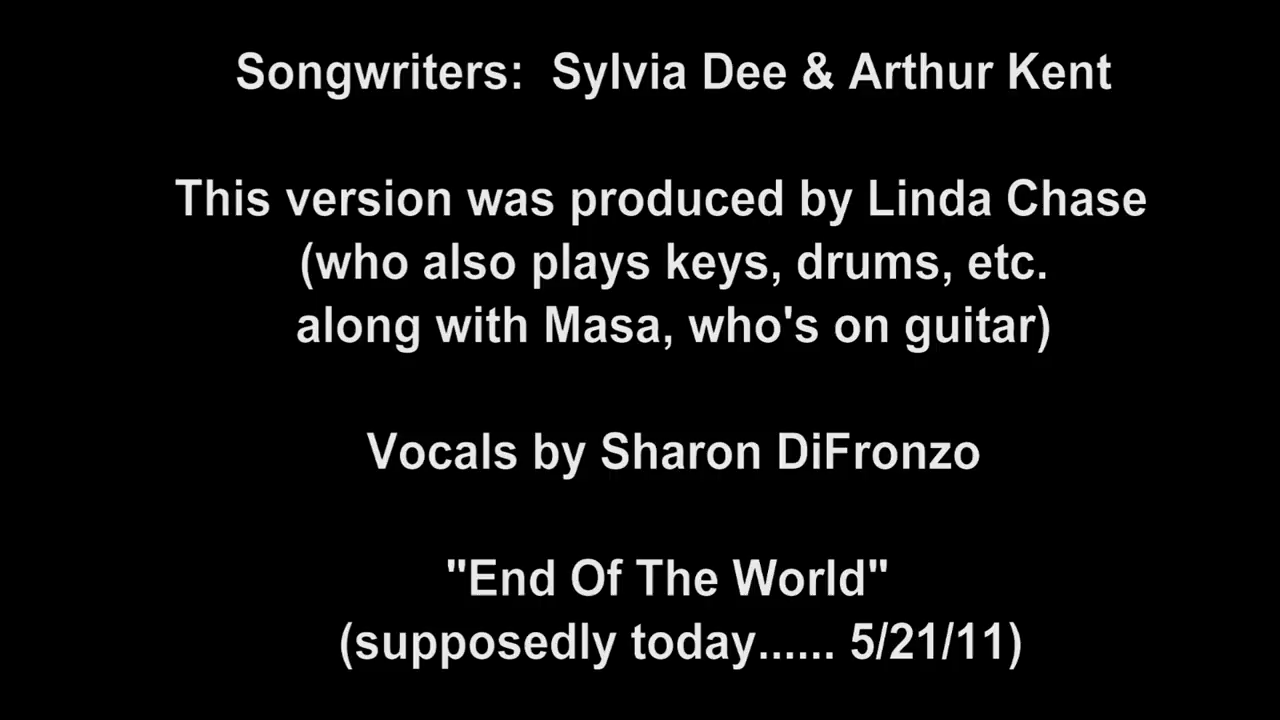 Songwriters:  Sylvia Dee & Arthur Kent
This version was produced by Linda Chase
(who also plays keys, drums, etc.
along with Masa, who's on guitar)
Vocals by Sharon DiFronzo
"End Of The World"
(supposedly today...... 5/21/11)